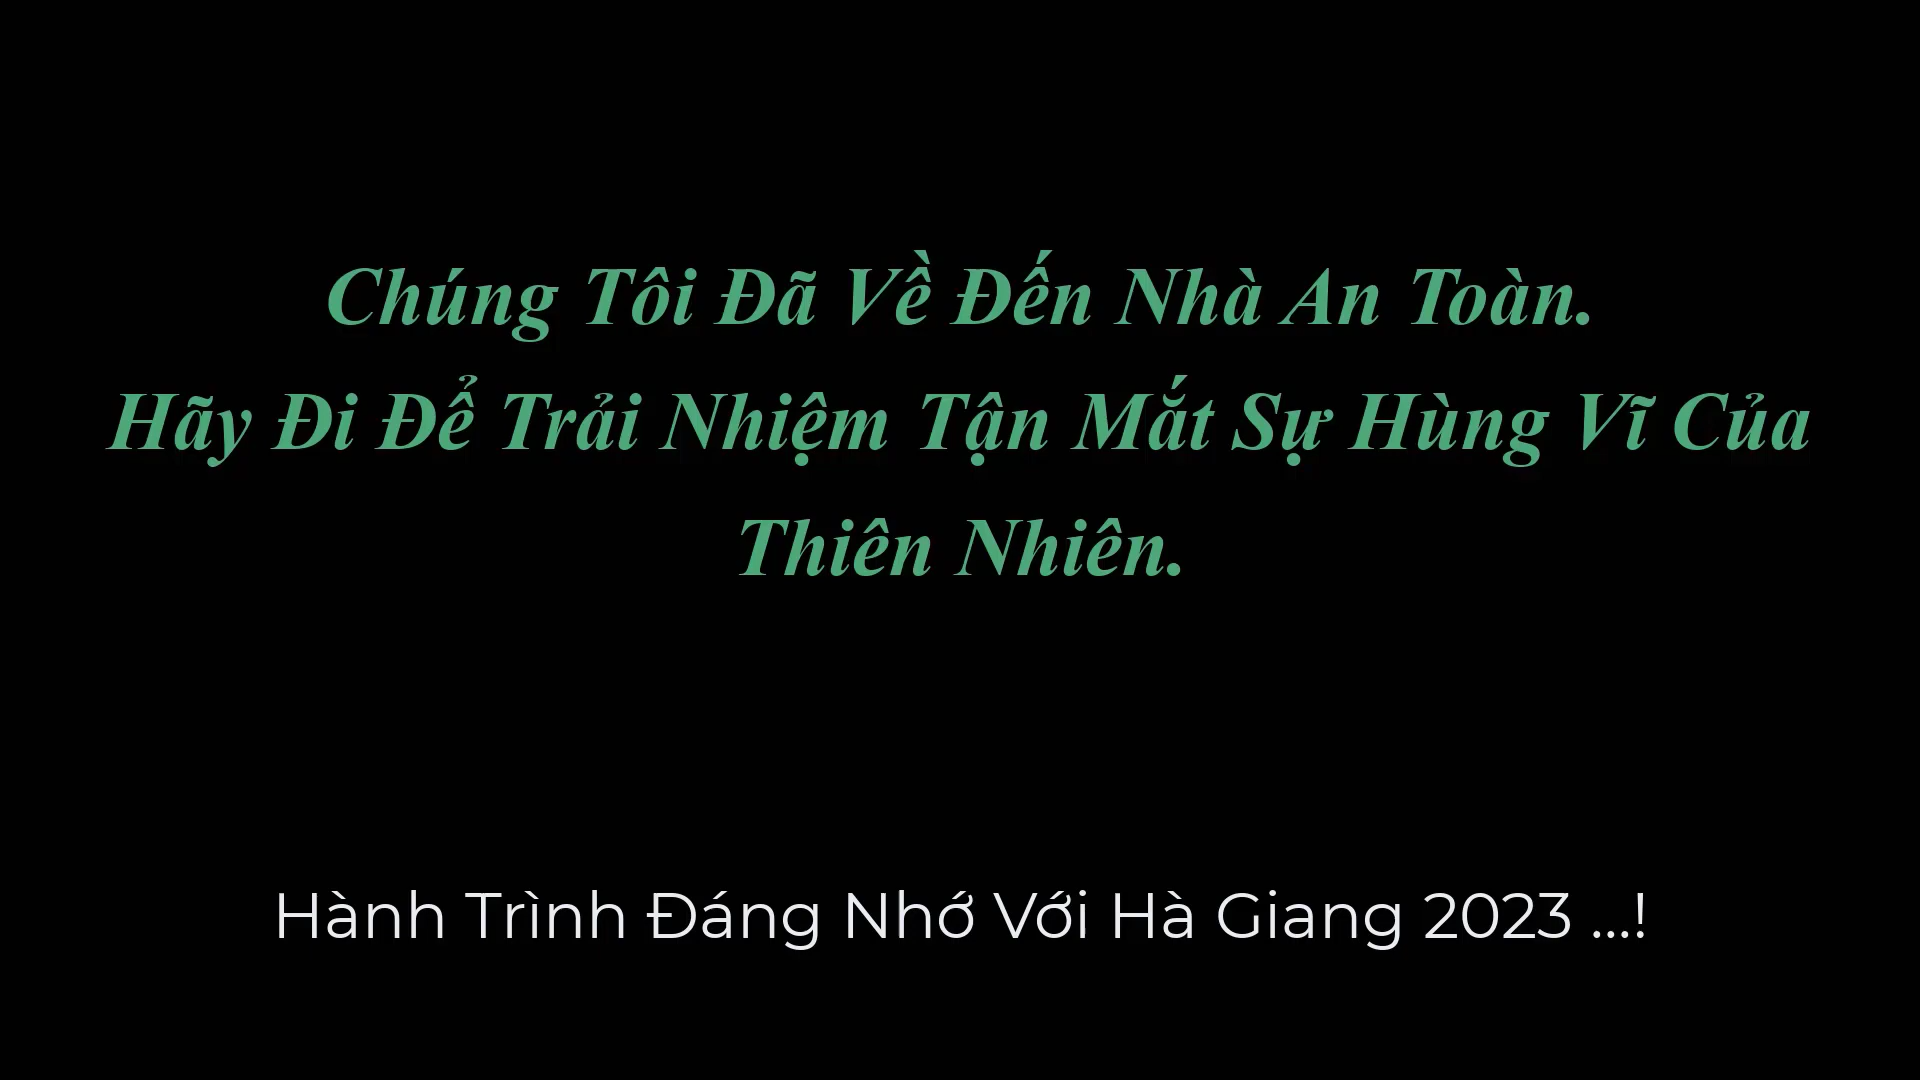 Chúng Tôi Đã Về Đến Nhà An Toàn.
Hãy Đi Để Trải Nhiệm Tận Mắt Sự Hùng Vĩ Của
Thiên Nhiên.
Hành Trình Đáng Nhớ Với Hà Giang 2023 ...!